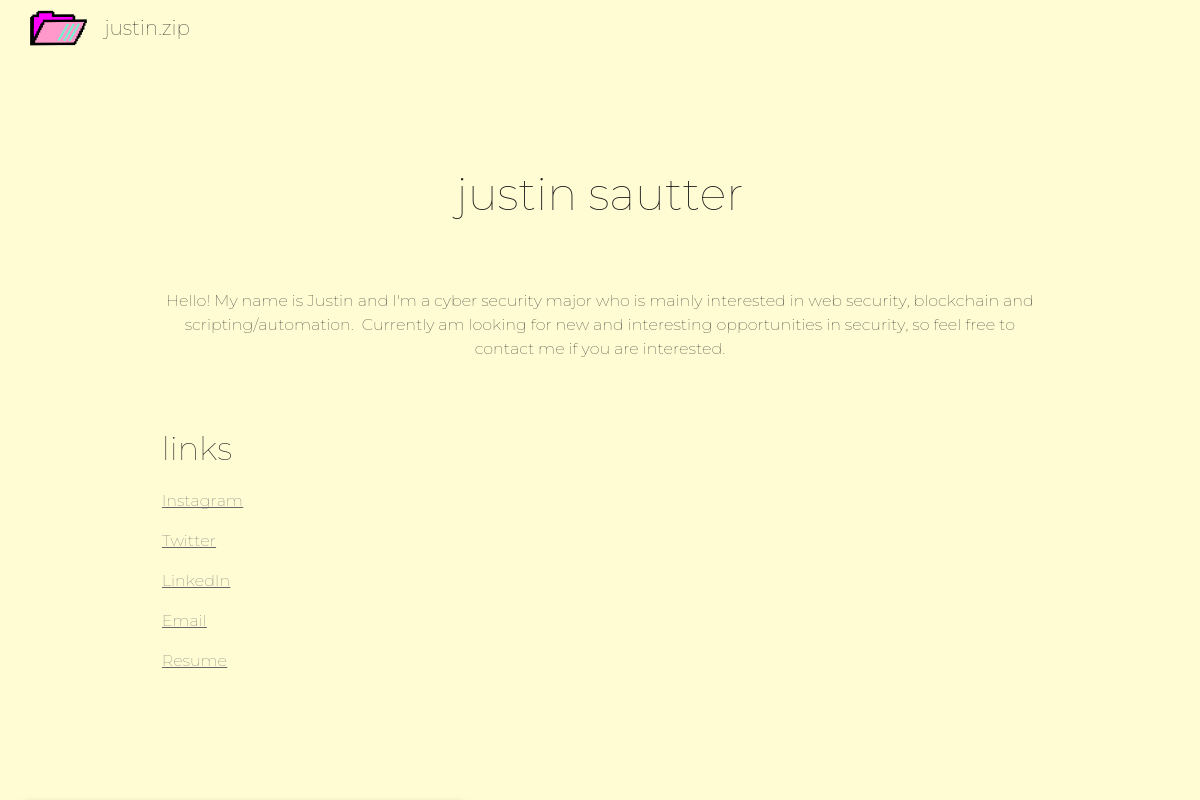 justin.zip
justin sautter
Hello! My name is Justin and I'm a cyber security major who is mainly interested in web security, blockchain and
scripting/automation.  Currently am looking for new and interesting opportunities in security, so feel free to
contact me if you are interested.
links
Instagram
Twitter
LinkedIn
Email
Resume